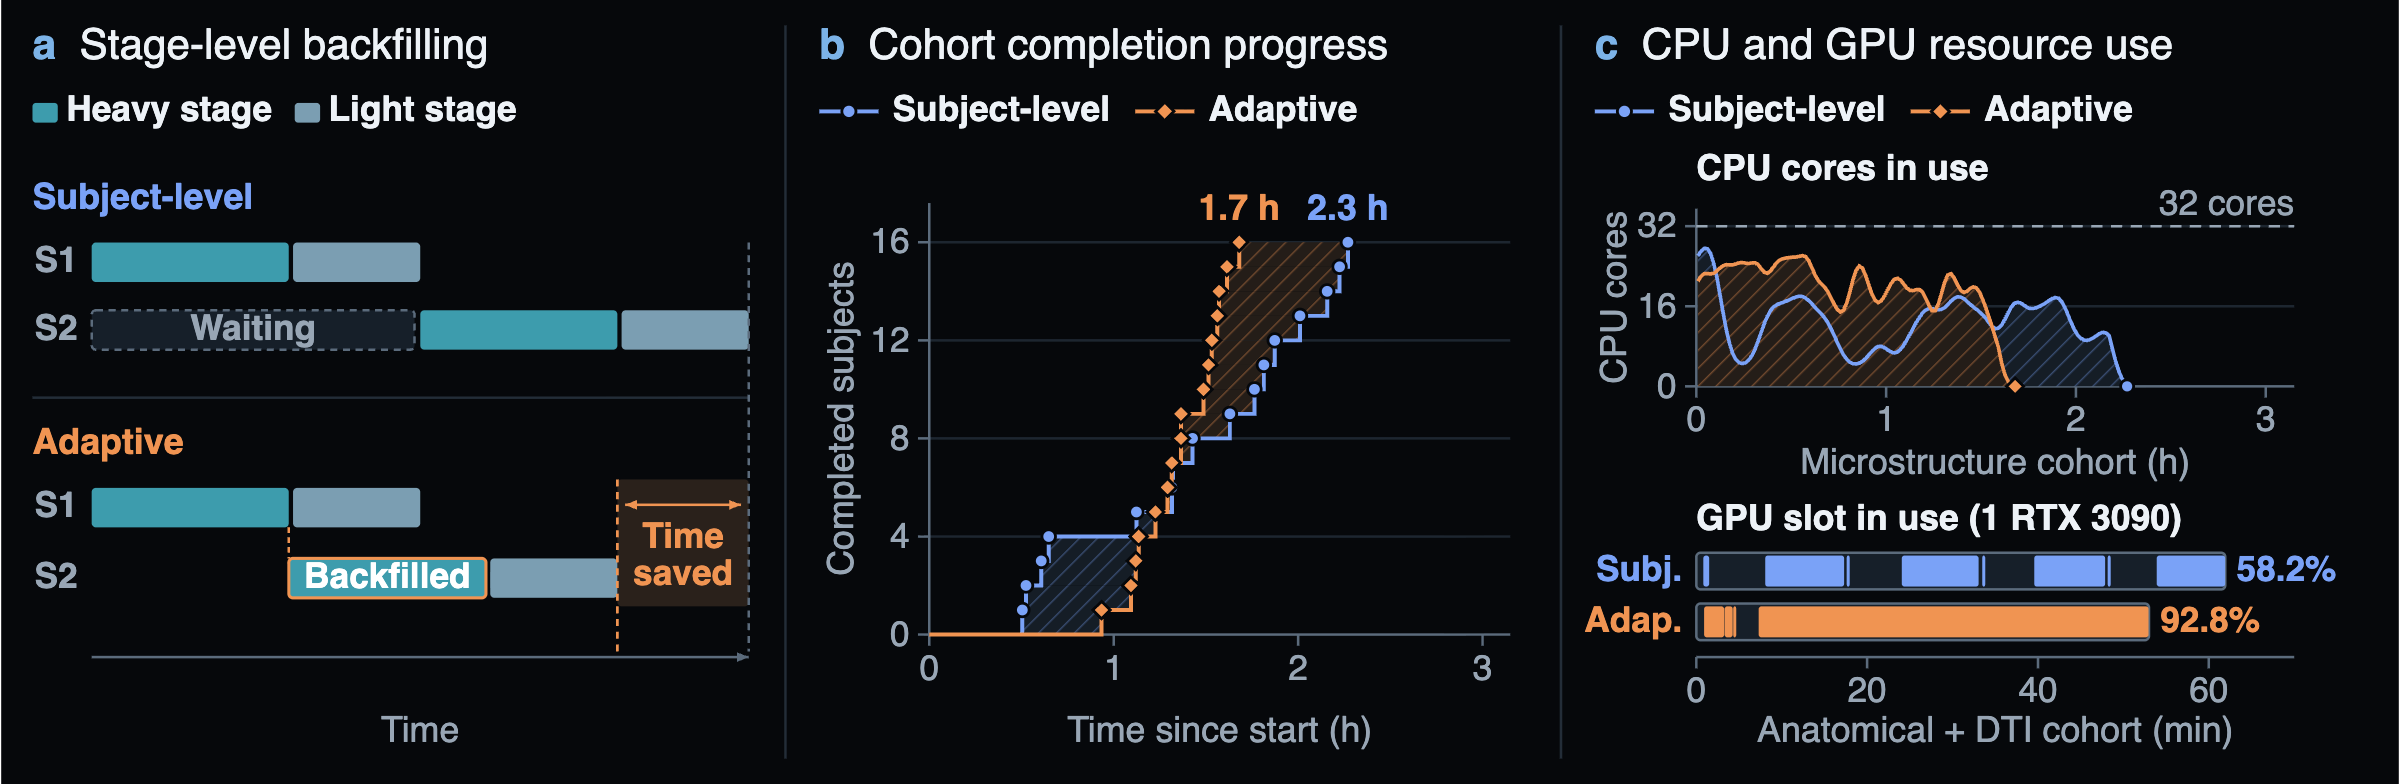 a Stage-level backfilling
Heavy stage Light stage
Subject-level
S1
S2 Waiting
Adaptive
S1
S2 Backfilled
Time
saved
Time
b Cohort completion progress
Subject-level Adaptive
1.7 h 2.3 h
16
12
8
4
0
Completed subjects
0 1 2 3
Time since start (h)
c CPU and GPU resource use
Subject-level Adaptive
CPU cores in use
32 cores
32
16
0
CPU cores
0 1 2 3
Microstructure cohort (h)
GPU slot in use (1 RTX 3090)
Subj. 58.2%
Adap. 92.8%
0 20 40 60
Anatomical + DTI cohort (min)